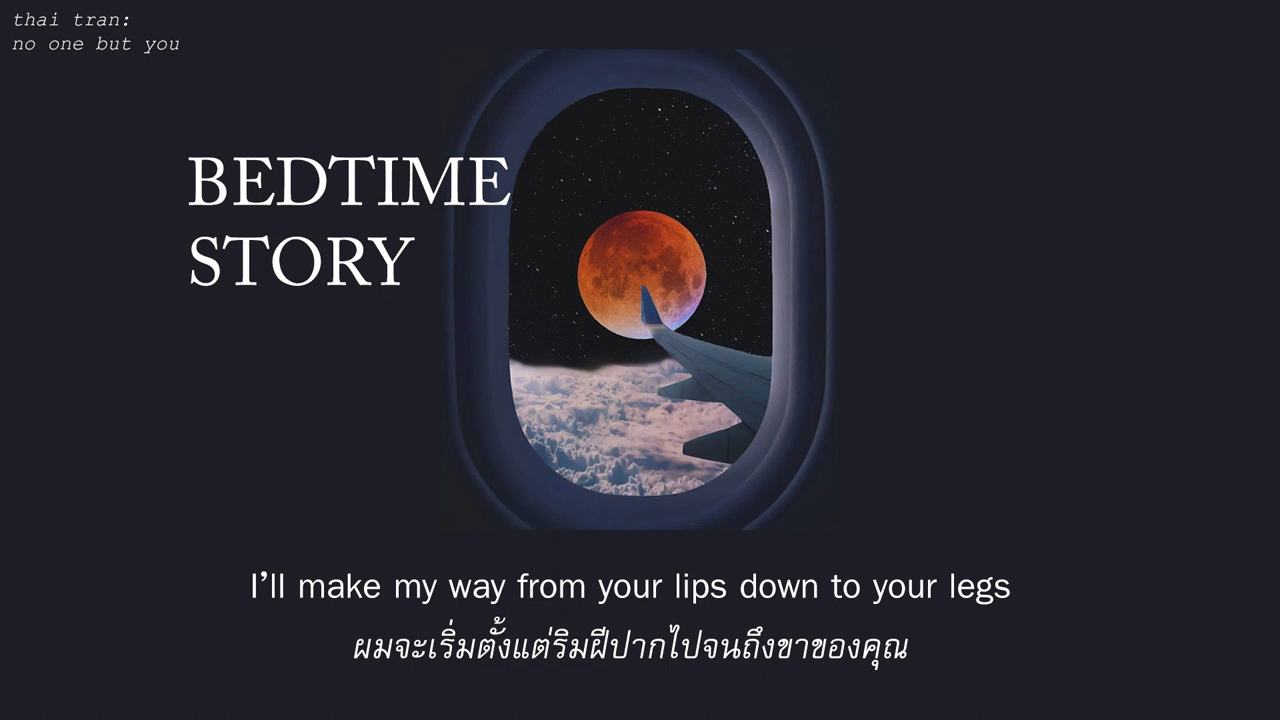 thai tran:
no one but you
BEDTIME
STORY
I’ll make my way from your lips down to your legs
ผมจะเริ่มตั้งแต่ริมฝีปากไปจนถึงขาของคุณ